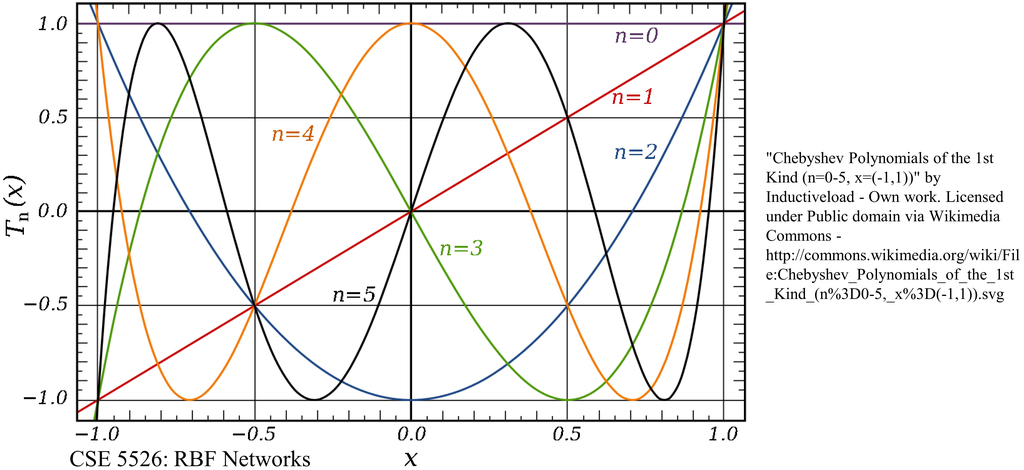 1.0
0.5
0.0
−0.5
−1.0
Tn(x)
n=0
n=1
n=2
n=4
n=3
n=5
−1.0
−0.5
0.0
0.5
1.0
x
CSE 5526: RBF Networks
"Chebyshev Polynomials of the 1st
Kind (n=0-5, x=(-1,1))" by
Inductiveload - Own work. Licensed
under Public domain via Wikimedia
Commons -
http://commons.wikimedia.org/wiki/Fil
e:Chebyshev_Polynomials_of_the_1st
_Kind_(n%3D0-5,_x%3D(-1,1)).svg